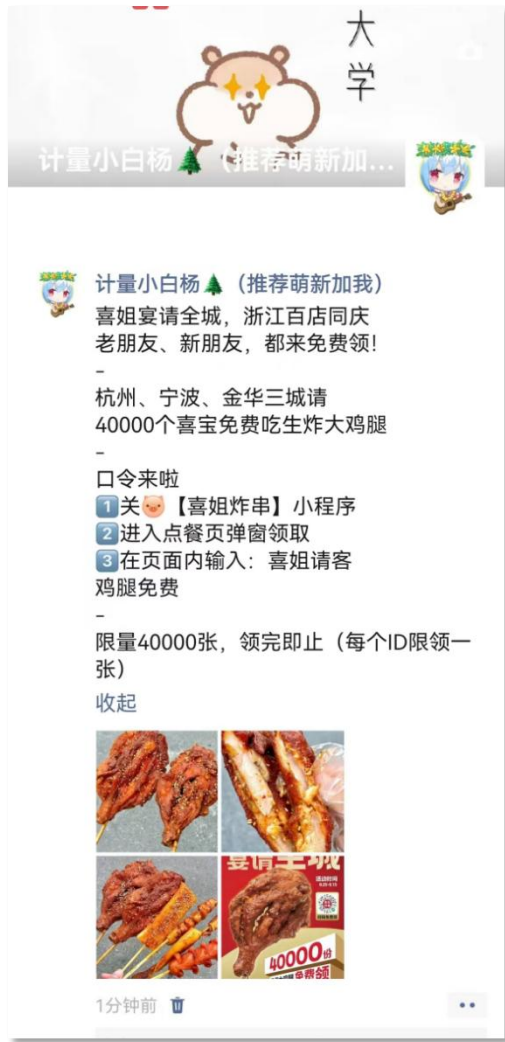 大
学
计量小白杨🌲（推荐萌新加...
计量小白杨🌲（推荐萌新加我）
喜姐宴请全城，浙江百店同庆
老朋友、新朋友，都来免费领！
-
杭州、宁波、金华三城请
40000个喜宝免费吃生炸大鸡腿
-
口令来啦
1️⃣关🐷【喜姐炸串】小程序
2️⃣进入点餐页弹窗领取
3️⃣在页面内输入：喜姐请客
鸡腿免费
-
限量40000张，领完即止（每个ID限领一
张）
收起
宴请全城
活动时间
40000份
免费领
1分钟前